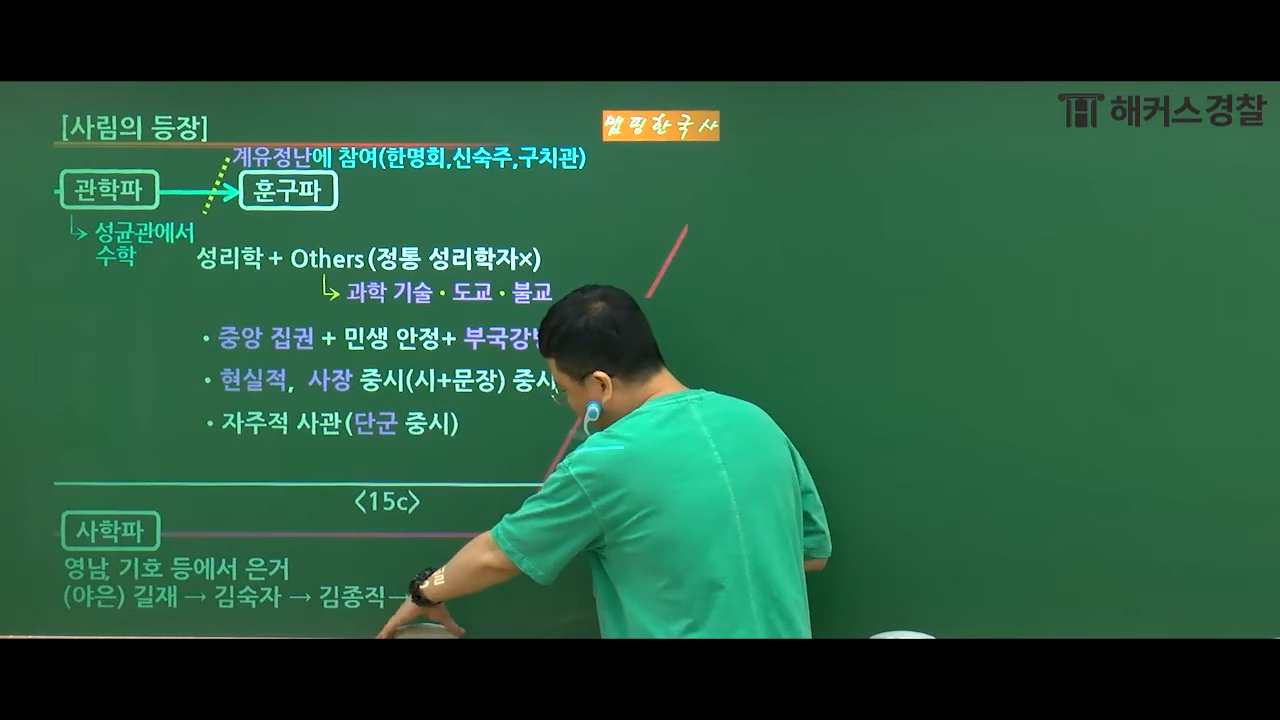 해커스경찰
[사림의 등장]
맵핑한국사
계유정난에 참여(한명회,신숙주,구치관)
관학파 훈구파
↳ 성균관에서
수학
성리학 + Others(정통 성리학자×)
↳ 과학 기술·도교·불교
· 중앙 집권 + 민생 안정+ 부국강
· 현실적, 사장 중시(시+문장) 중시
· 자주적 사관(단군 중시)
〈15c〉
사학파
영남, 기호 등에서 은거
(야은) 길재 → 김숙자 → 김종직 →